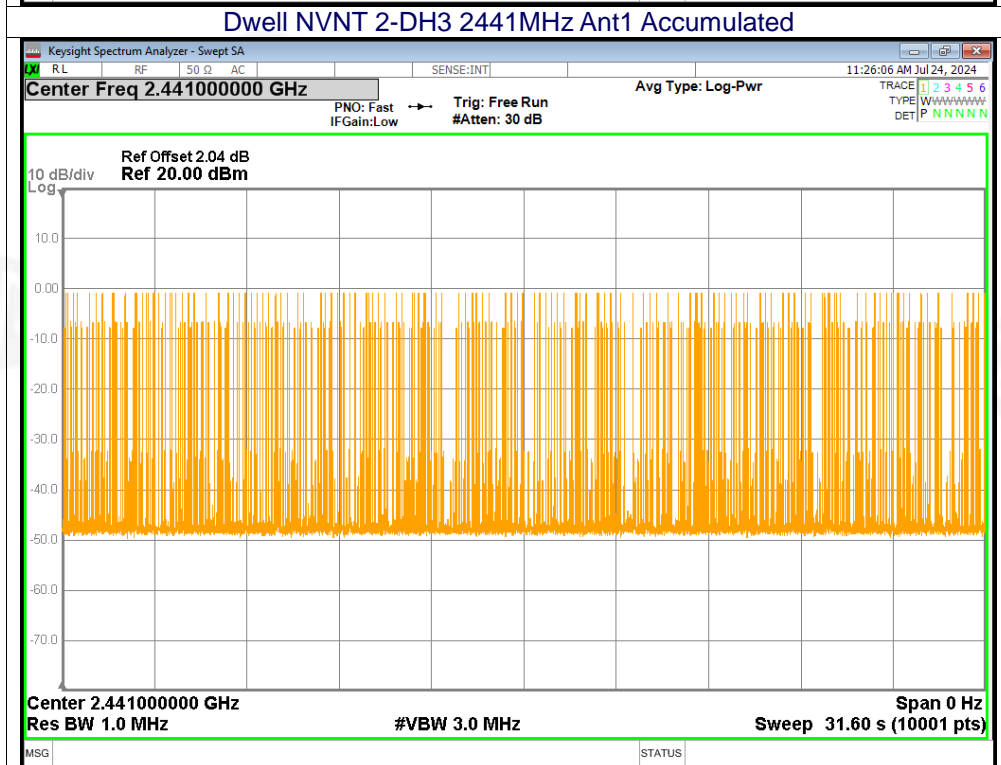 Dwell NVNT 2-DH3 2441MHz Ant1 Accumulated
Keysight Spectrum Analyzer - Swept SA
LXI RL RF 50 Ω AC SENSE:INT 11:26:06 AM Jul 24, 2024
Center Freq 2.441000000 GHz Avg Type: Log-Pwr TRACE 1 2 3 4 5 6
PNO: Fast Trig: Free Run TYPE WWWWWWW
IFGain:Low #Atten: 30 dB DET P N N N N N
Ref Offset 2.04 dB
10 dB/div Ref 20.00 dBm
Log
10.0
0.00
-10.0
-20.0
-30.0
-40.0
-50.0
-60.0
-70.0
Center 2.441000000 GHz Span 0 Hz
Res BW 1.0 MHz #VBW 3.0 MHz Sweep 31.60 s (10001 pts)
MSG STATUS